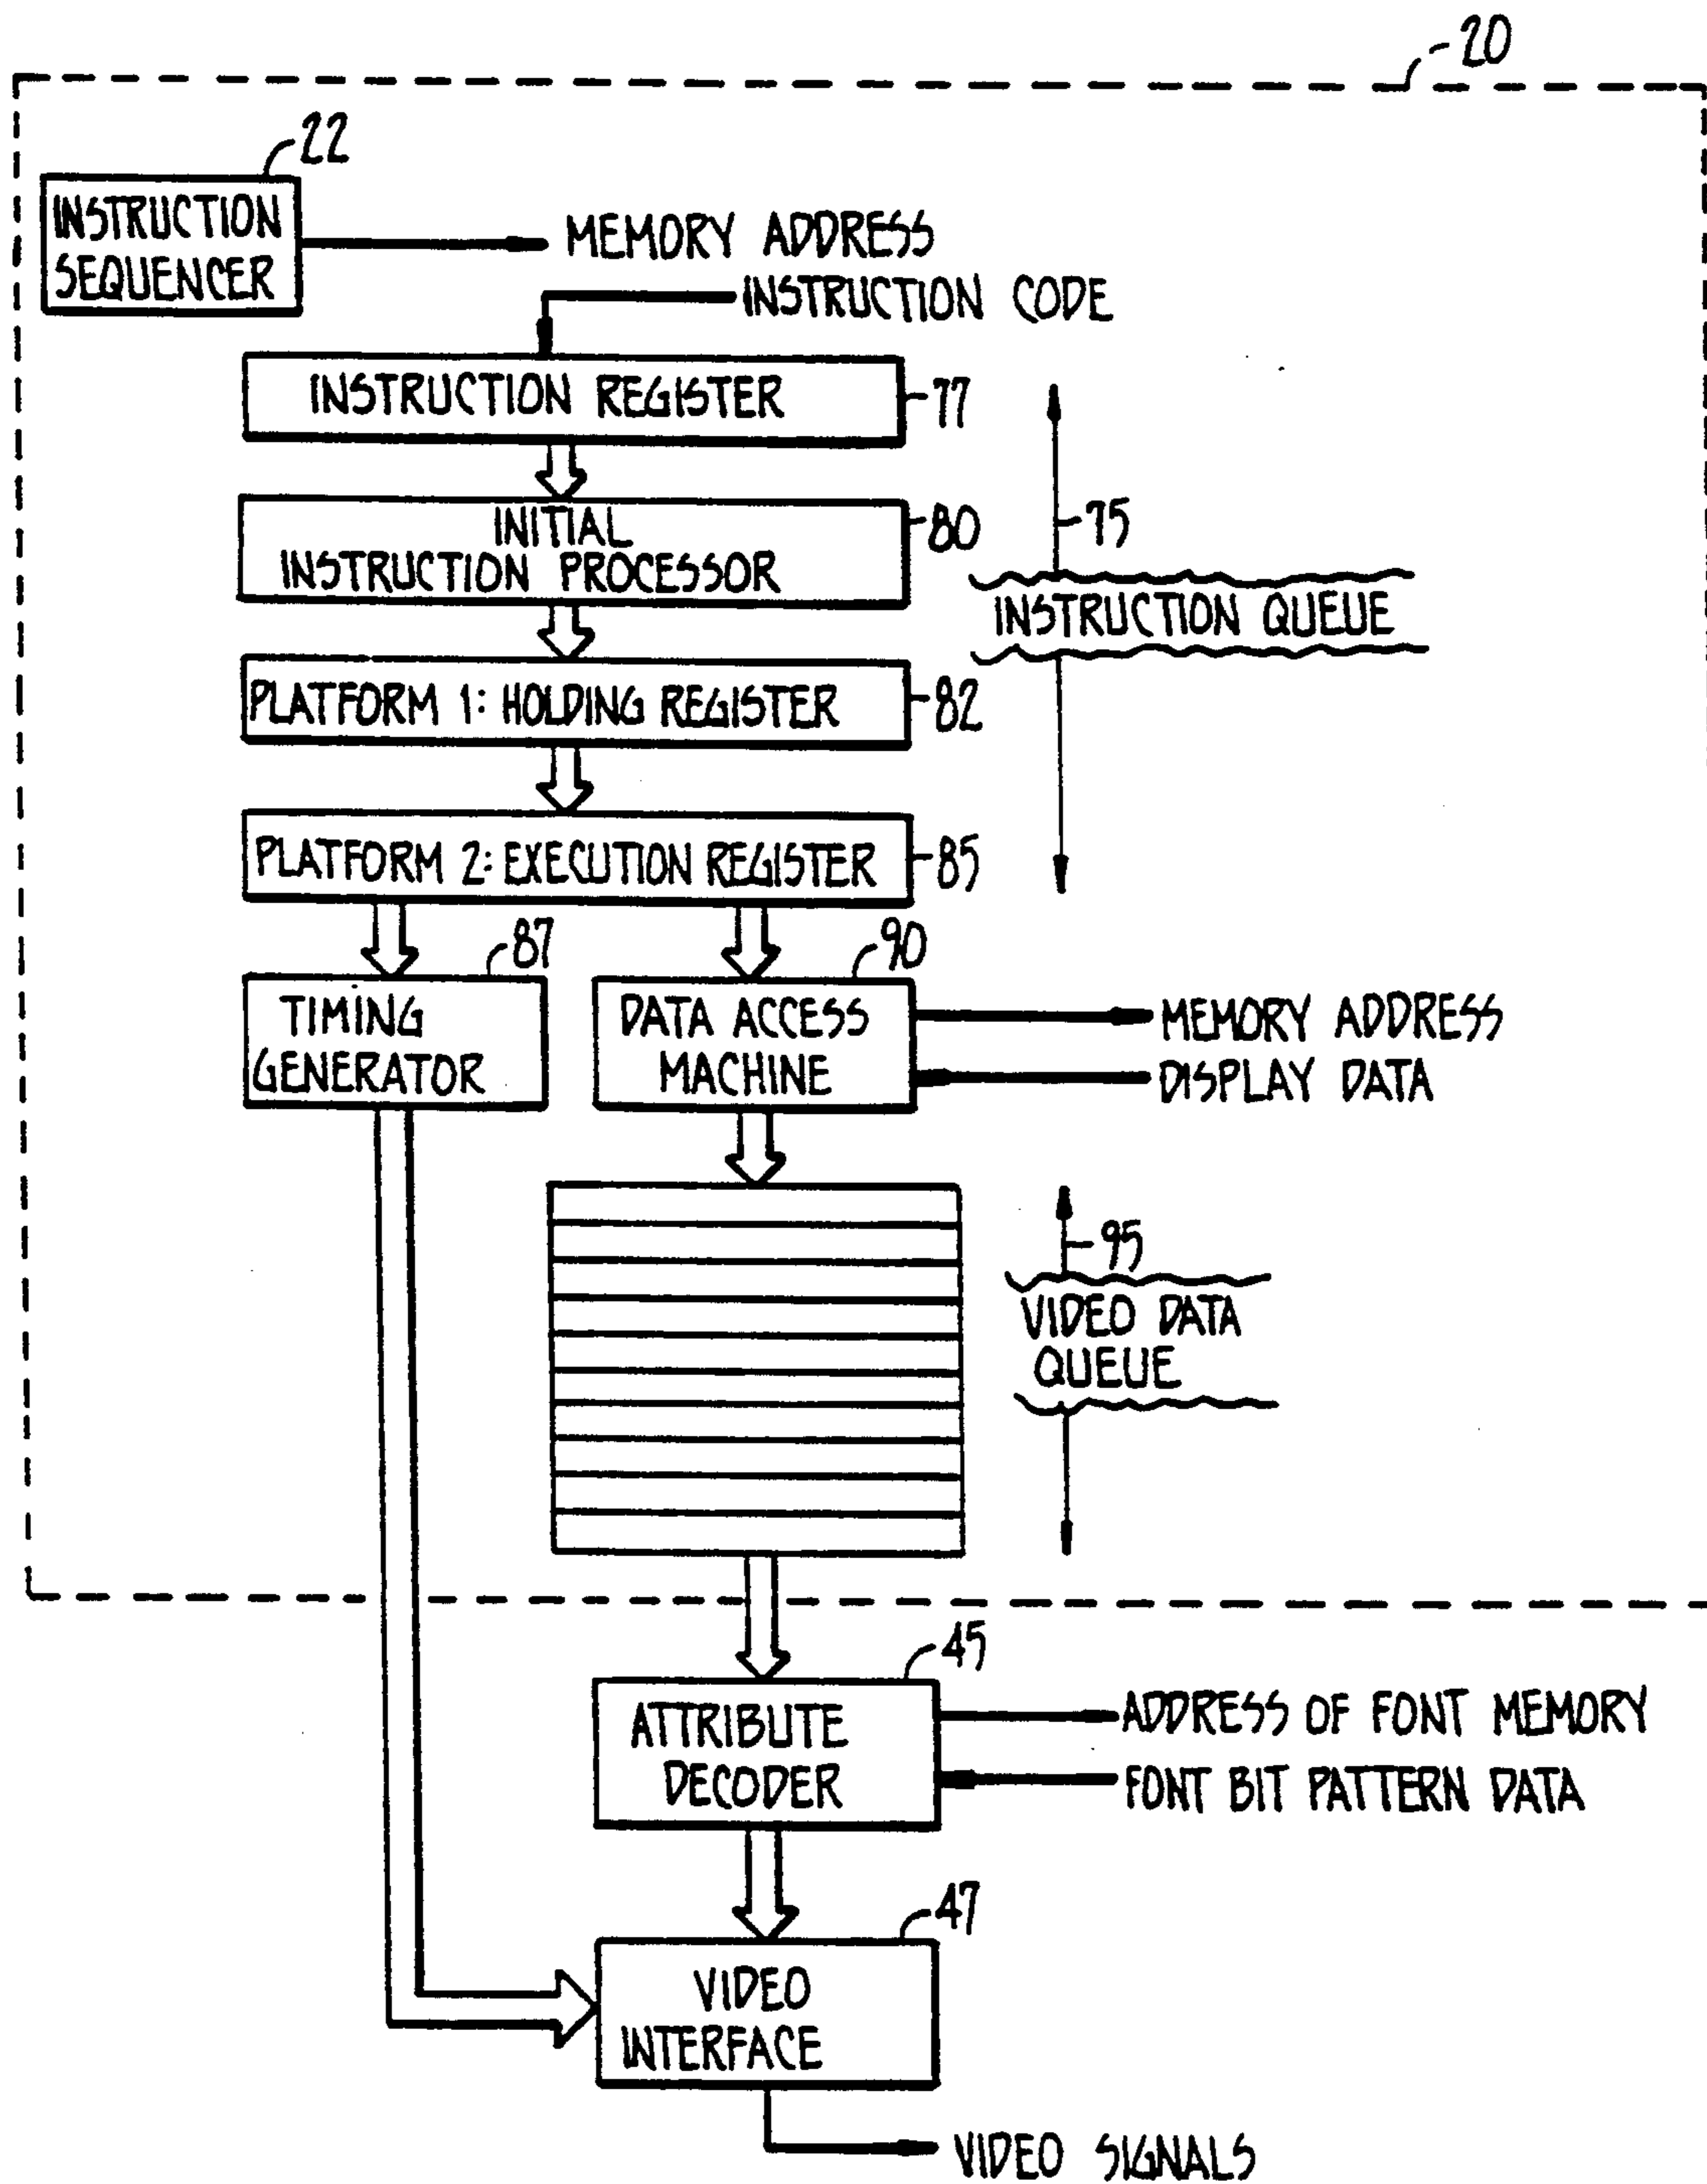 20
22
INSTRUCTION
SEQUENCER
MEMORY ADDRESS
INSTRUCTION CODE
INSTRUCTION REGISTER
77
INITIAL
INSTRUCTION PROCESSOR
80
75
INSTRUCTION QUEUE
PLATFORM 1: HOLDING REGISTER
82
PLATFORM 2: EXECUTION REGISTER
85
87
90
TIMING
GENERATOR
DATA ACCESS
MACHINE
MEMORY ADDRESS
DISPLAY DATA
95
VIDEO DATA
QUEUE
45
ATTRIBUTE
DECODER
ADDRESS OF FONT MEMORY
FONT BIT PATTERN DATA
47
VIDEO
INTERFACE
VIDEO SIGNALS